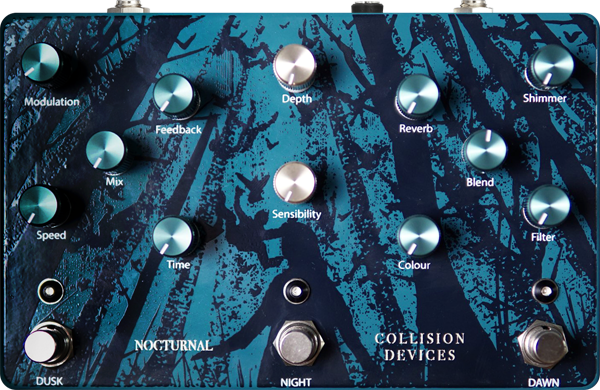 Modulation
Feedback
Depth
Reverb
Shimmer
Mix
Blend
Speed
Sensibility
Filter
Time
Colour
NOCTURNAL
COLLISION
DEVICES
DUSK
NIGHT
DAWN